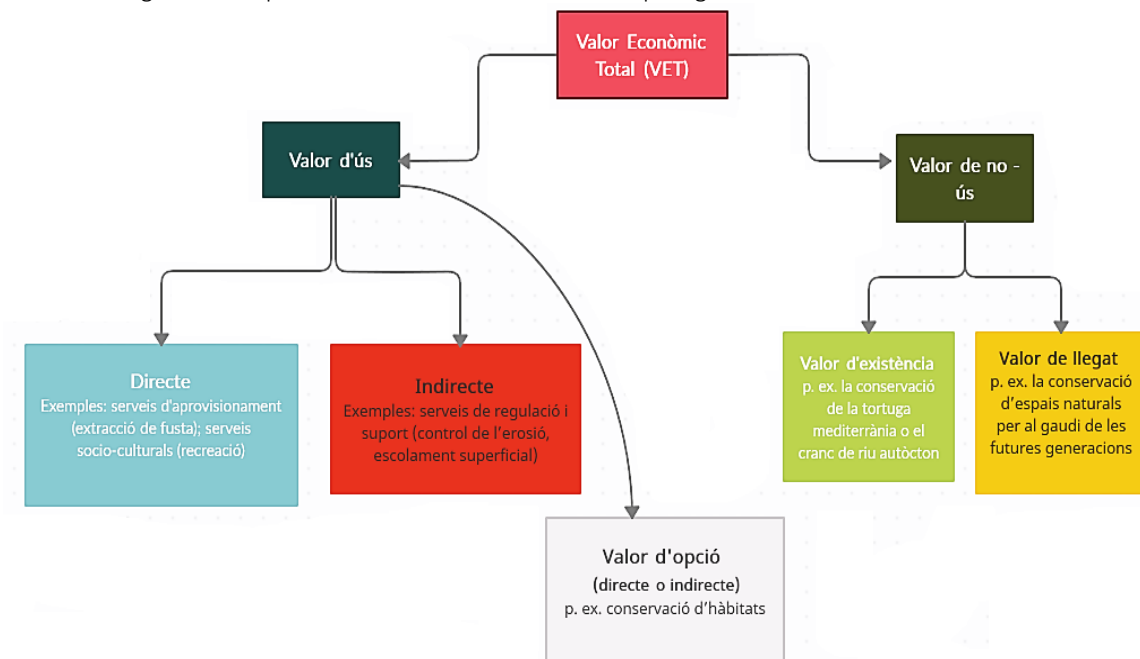 Valor Econòmic
Total (VET)
Valor d'ús
Valor de no -
ús
Directe
Exemples: serveis d'aprovisionament
(extracció de fusta); serveis
socio-culturals (recreació)
Indirecte
Exemples: serveis de regulació i
suport (control de l’erosió,
escolament superficial)
Valor d'existència
p. ex. la conservació
de la tortuga
mediterrània o el
cranc de riu autòcton
Valor de llegat
p. ex. la conservació
d’espais naturals
per al gaudi de les
futures generacions
Valor d'opció
(directe o indirecte)
p. ex. conservació d’hàbitats